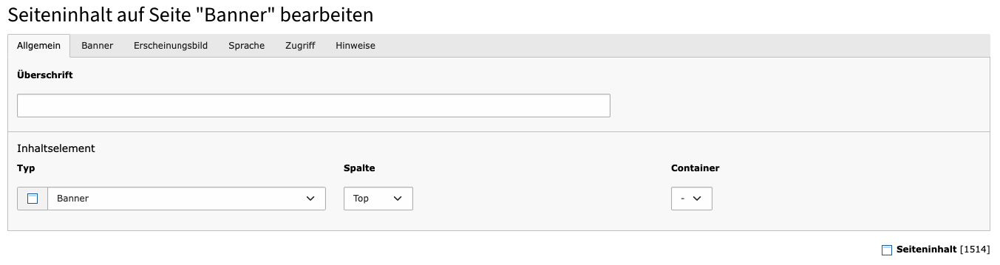 Seiteninhalt auf Seite "Banner" bearbeiten
Allgemein Banner Erscheinungsbild Sprache Zugriff Hinweise
Überschrift
Inhaltselement
Typ Spalte Container
Banner Top -
Seiteninhalt [1514]